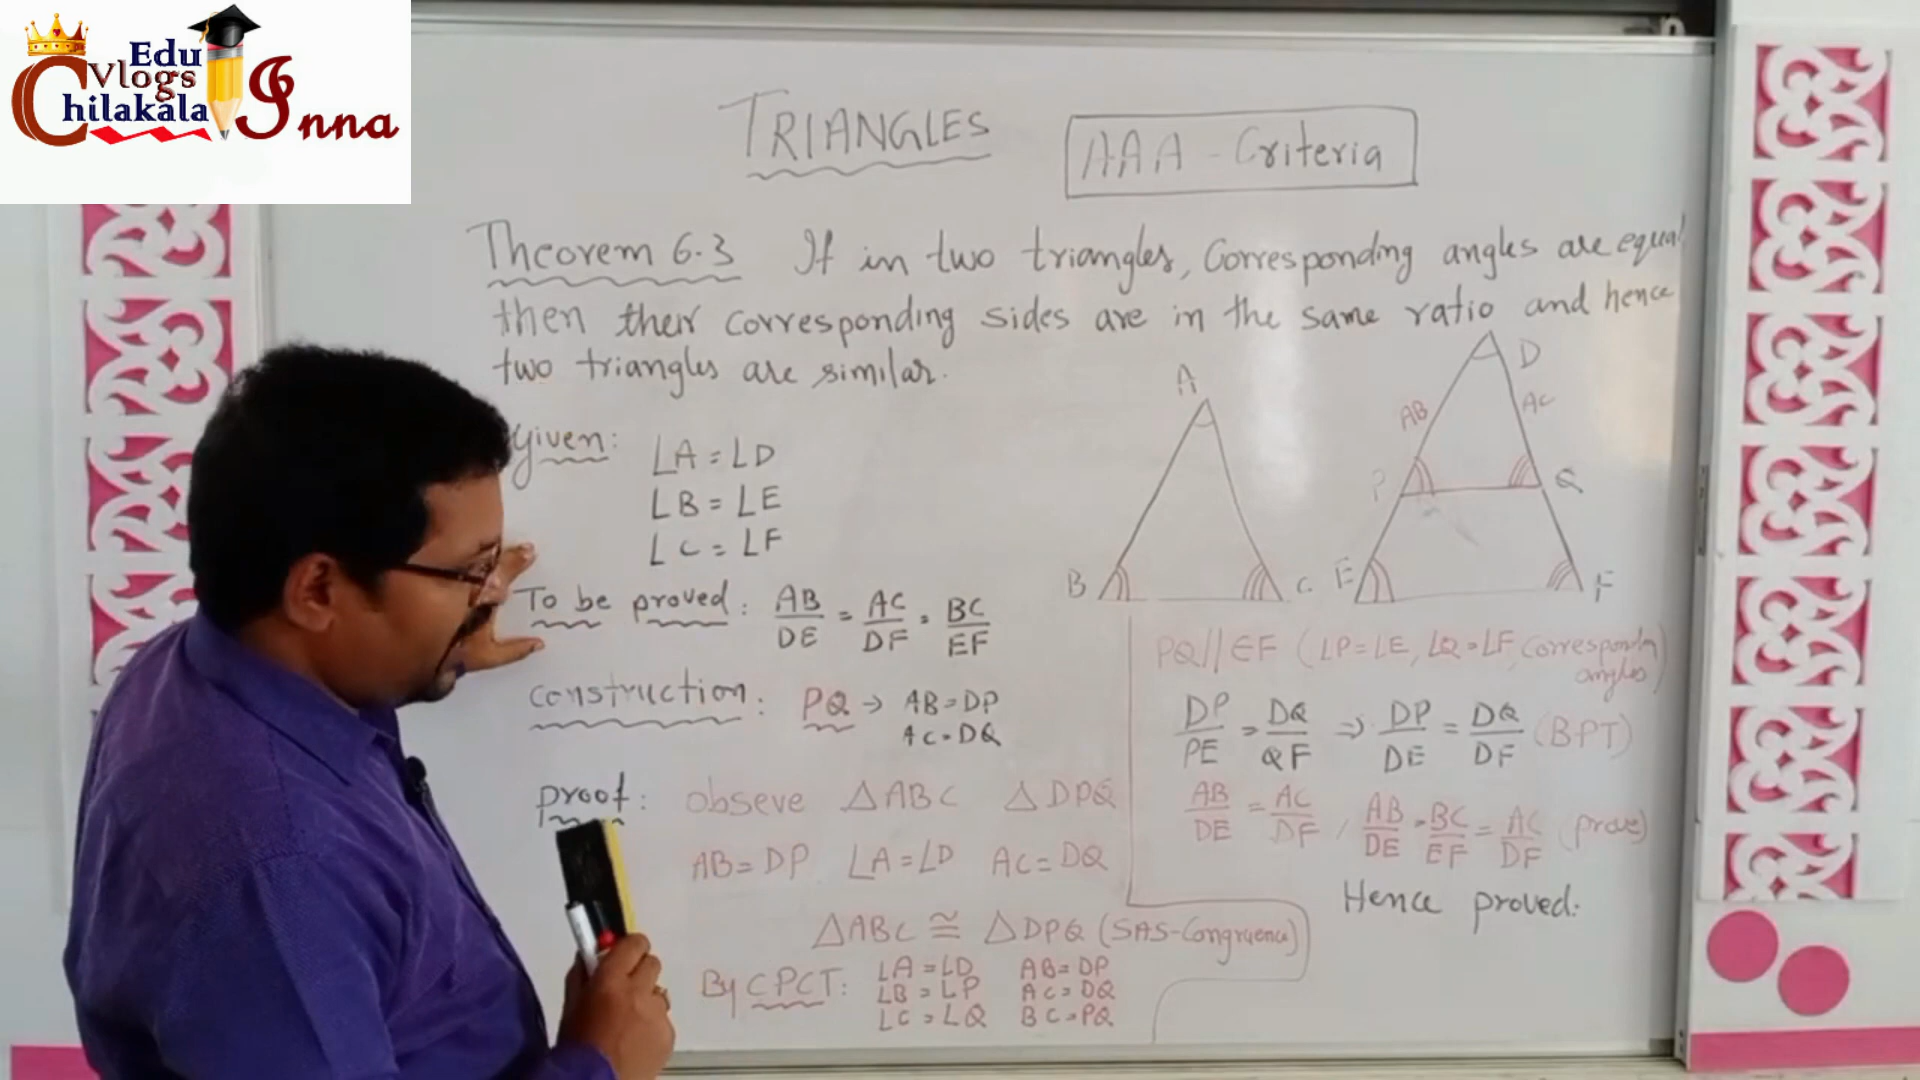 Edu
Vlogs
Chilakala Inna
TRIANGLES
AAA - Criteria
Theorem 6.3 If in two triangles, Corresponding angles are equal
then their corresponding sides are in the same ratio and hence
two triangles are similar.
Given: ∠A = ∠D
∠B = ∠E
∠C = ∠F
To be proved: AB/DE = AC/DF = BC/EF
Construction: PQ → AB = DP
AC = DQ
Proof: obseve △ABC △DPQ
AB = DP ∠A = ∠D AC = DQ
△ABC ≅ △DPQ (SAS-Congruence)
By CPCT: ∠A = ∠D AB = DP
∠B = ∠P AC = DQ
∠C = ∠Q BC = PQ
A
B
C
D
AB
AC
P
Q
E
F
PQ // EF (∠P = ∠E, ∠Q = ∠F, Corresponding
angles)
DP/PE = DQ/QF ⇒ DP/DE = DQ/DF (BPT)
AB/DE = AC/DF , AB/DE = BC/EF = AC/DF (prove)
Hence proved.